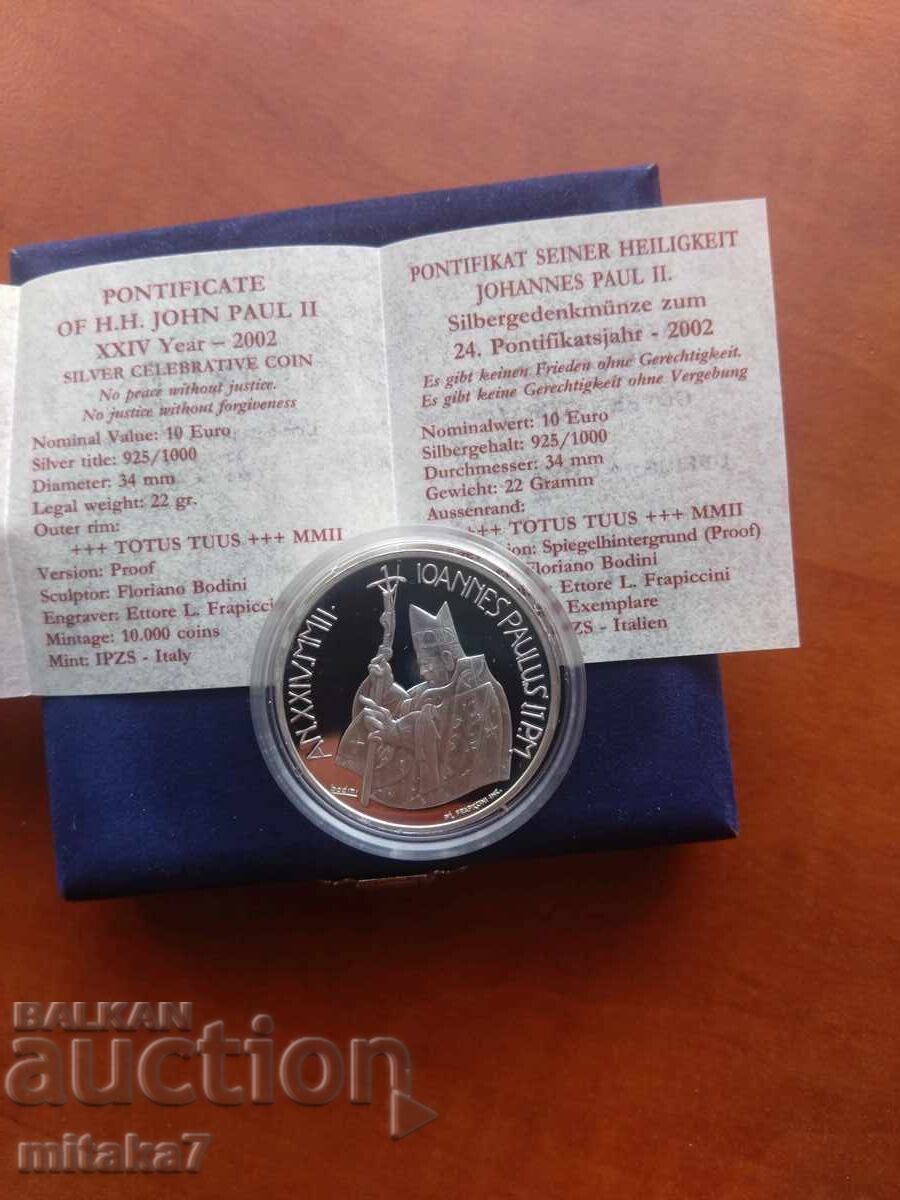 PONTIFICATE
OF H.H. JOHN PAUL II
XXIV Year – 2002
SILVER CELEBRATIVE COIN
No peace without justice.
No justice without forgiveness
Nominal Value: 10 Euro
Silver title: 925/1000
Diameter: 34 mm
Legal weight: 22 gr.
Outer rim:
+++ TOTUS TUUS +++ MMII
Version: Proof
Sculptor: Floriano Bodini
Engraver: Ettore L. Frapiccini
Mintage: 10.000 coins
Mint: IPZS - Italy
PONTIFIKAT SEINER HEILIGKEIT
JOHANNES PAUL II.
Silbergedenkmünze zum
24. Pontifikatsjahr - 2002
Es gibt keinen Frieden ohne Gerechtigkeit.
Es gibt keine Gerechtigkeit ohne Vergebung
Nominalwert: 10 Euro
Silbergehalt: 925/1000
Durchmesser: 34 mm
Gewicht: 22 Gramm
Aussenrand:
+++ TOTUS TUUS +++ MMII
ion: Spiegelhintergrund (Proof)
Floriano Bodini
Ettore L. Frapiccini
Exemplare
IPZS - Italien
AN.XXIV.MMII.
IOANNES PAULUS II P.M.
bodini
L. FRAPICCINI INC.
BALKAN
auction
mitaka7